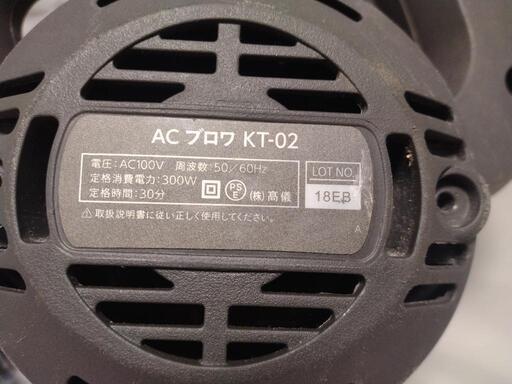 AC ブロワ KT-02
電圧:AC100V 周波数:50/60Hz
定格消費電力:300W PSE (株)髙儀
定格時間:30分
⚠取扱説明書に従い正しく使用してください。
LOT NO.
18EB
A